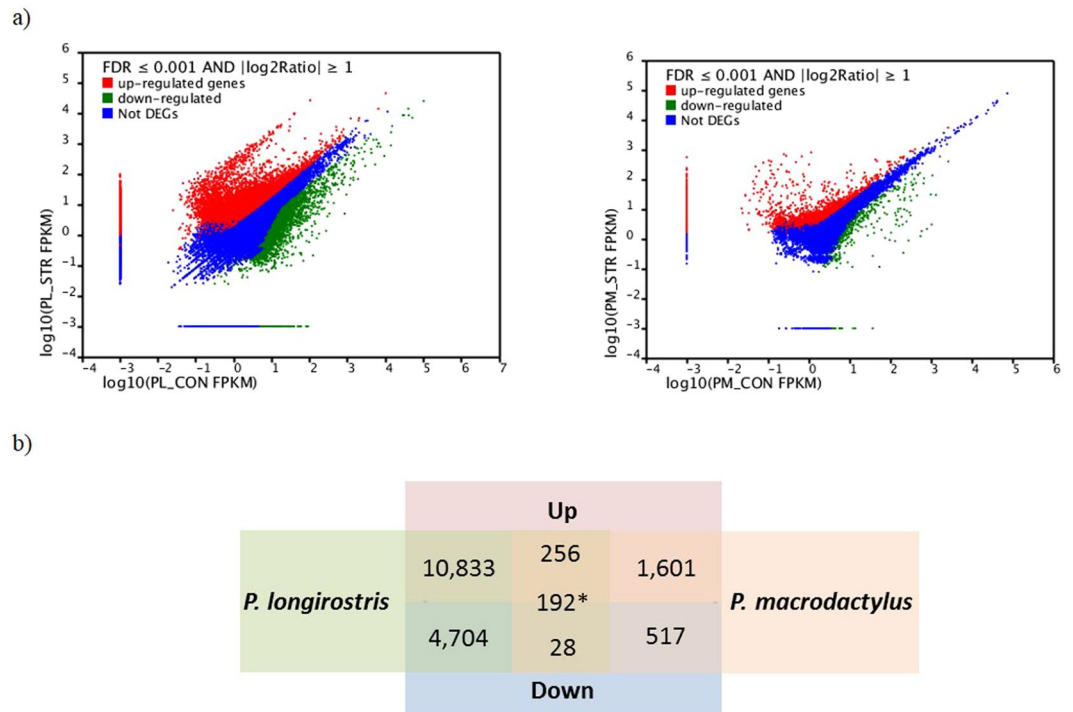 a)
FDR ≤ 0.001 AND |log2Ratio| ≥ 1
up-regulated genes
down-regulated
Not DEGs
6
5
4
3
2
1
0
−1
−2
−3
−4
log10(PL_STR FPKM)
−4 −3 −2 −1 0 1 2 3 4 5 6 7
log10(PL_CON FPKM)
FDR ≤ 0.001 AND |log2Ratio| ≥ 1
up-regulated genes
down-regulated
Not DEGs
6
5
4
3
2
1
0
−1
−2
−3
−4
log10(PM_STR FPKM)
−4 −3 −2 −1 0 1 2 3 4 5 6
log10(PM_CON FPKM)
b)
Up
10,833 256 1,601
P. longirostris 192* P. macrodactylus
4,704 28 517
Down